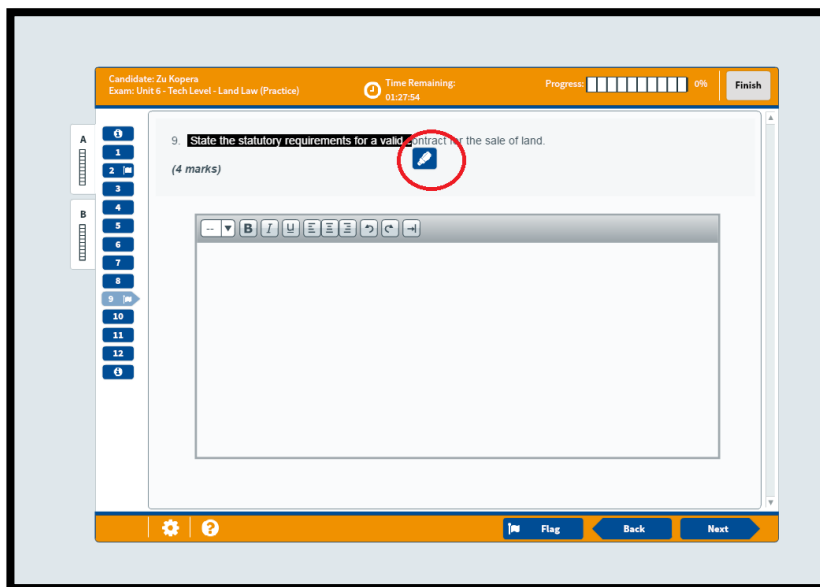 Candidate: Zu Kopera
Exam: Unit 6 - Tech Level - Land Law (Practice)
Time Remaining:
01:27:54
Progress: 0%
Finish
A
B
1
2
3
4
5
6
7
8
9
10
11
12
9. State the statutory requirements for a valid contract for the sale of land.
(4 marks)
-- B I U
Flag
Back
Next